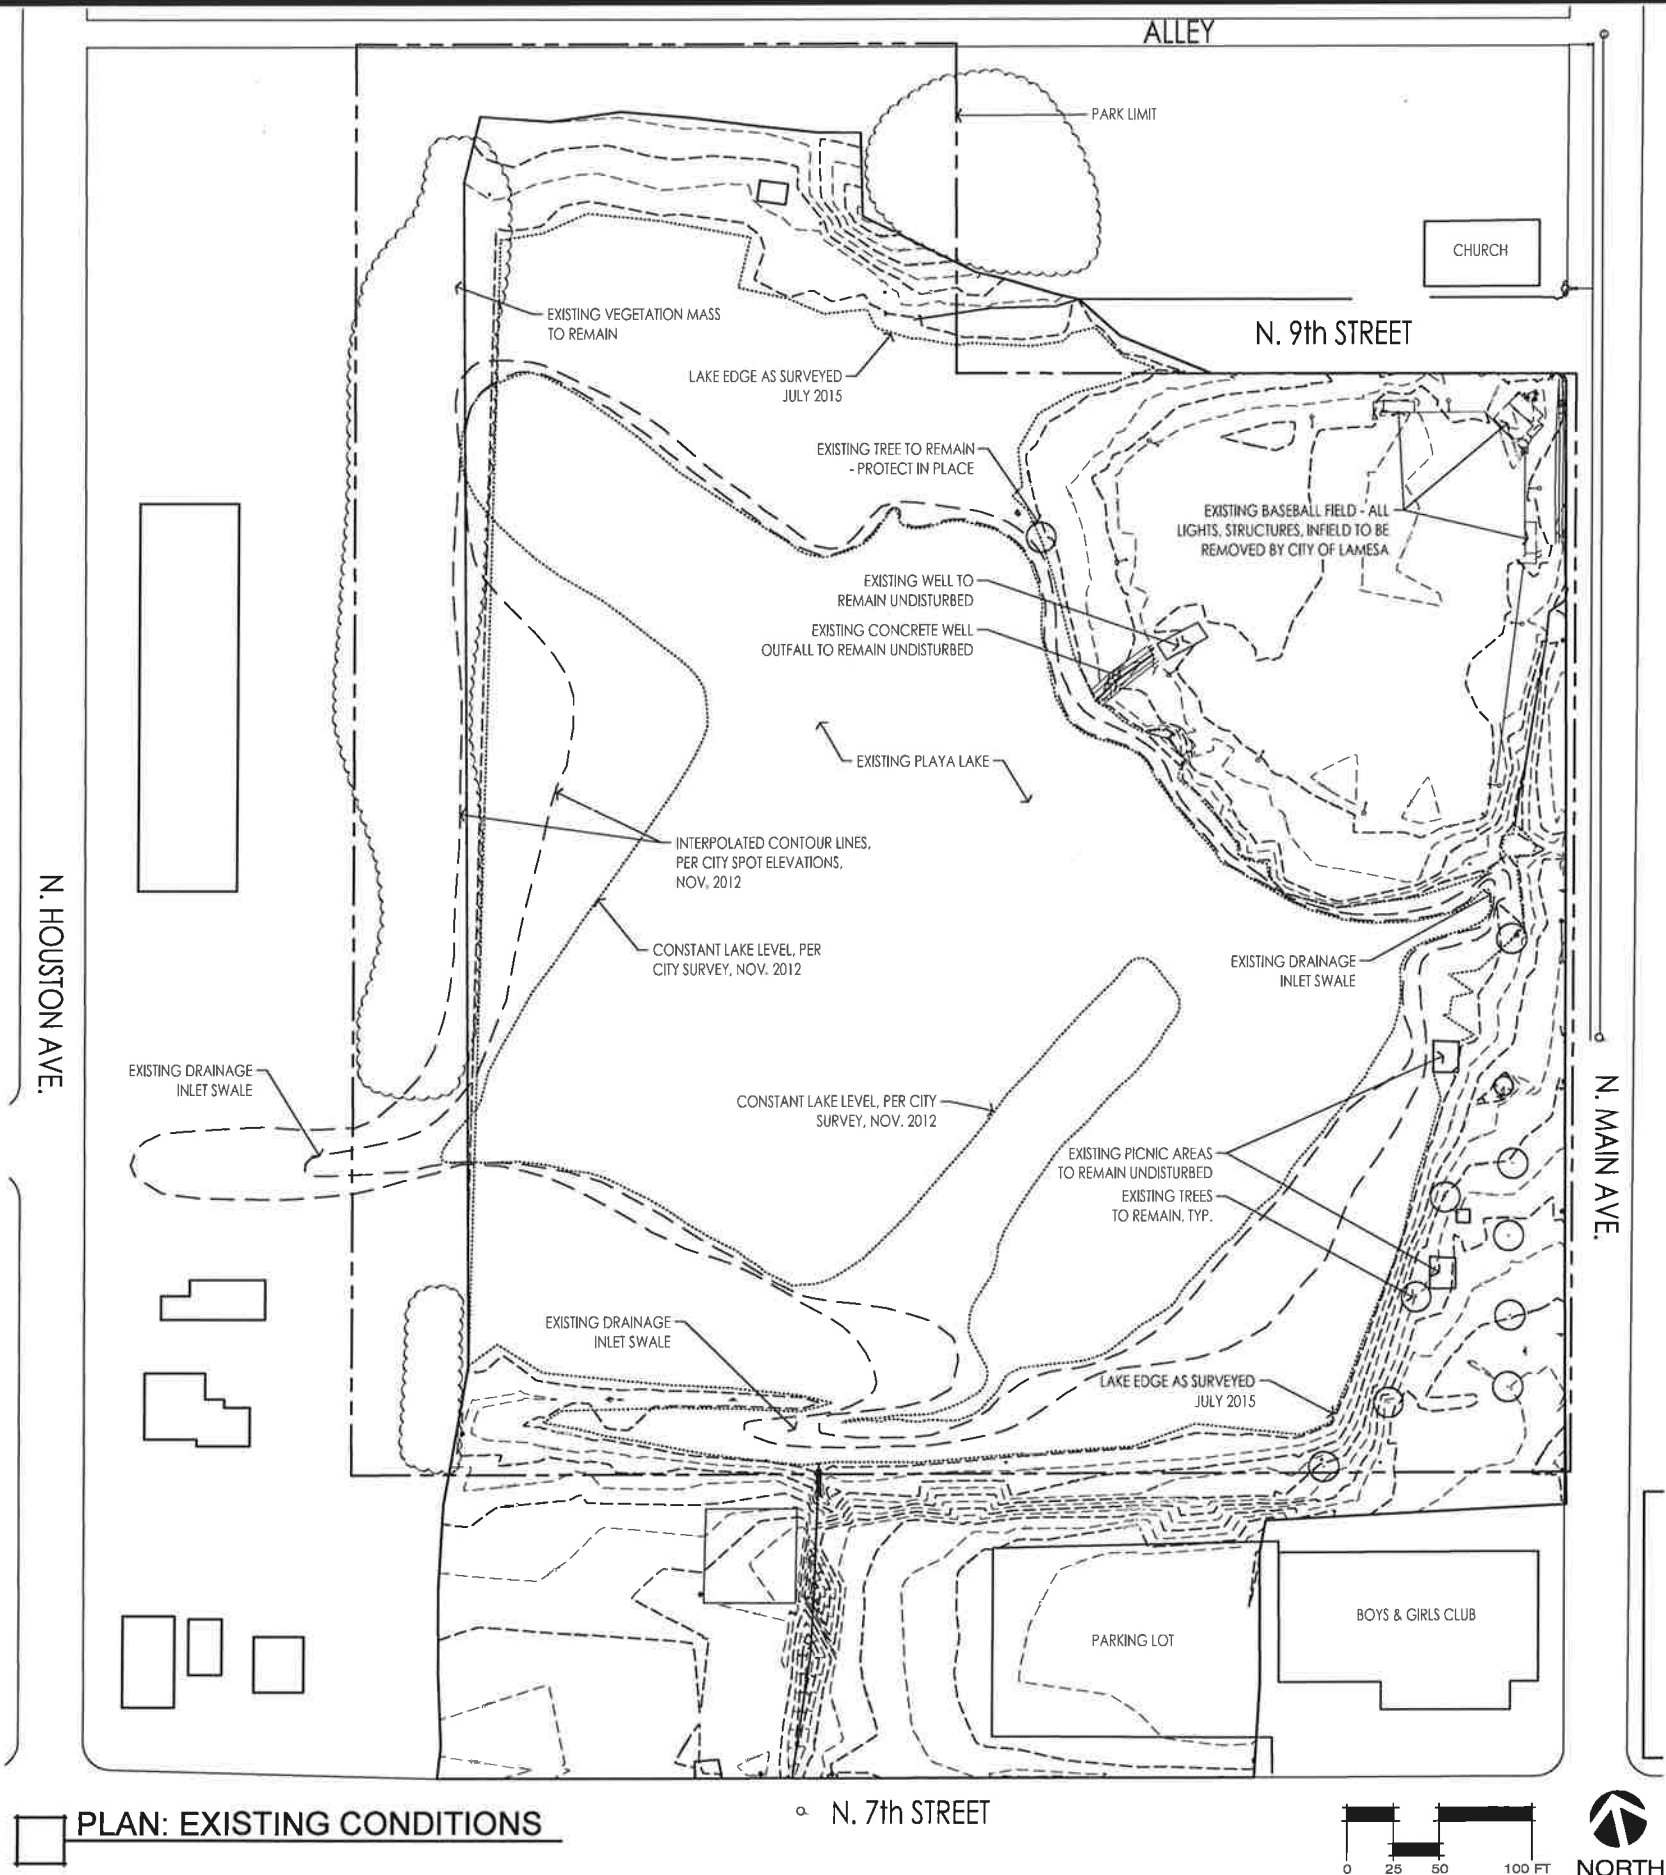 ALLEY
PARK LIMIT
CHURCH
EXISTING VEGETATION MASS
TO REMAIN
N. 9th STREET
LAKE EDGE AS SURVEYED
JULY 2015
EXISTING TREE TO REMAIN
- PROTECT IN PLACE
EXISTING BASEBALL FIELD - ALL
LIGHTS, STRUCTURES, INFIELD TO BE
REMOVED BY CITY OF LAMESA
EXISTING WELL TO
REMAIN UNDISTURBED
EXISTING CONCRETE WELL
OUTFALL TO REMAIN UNDISTURBED
EXISTING PLAYA LAKE
INTERPOLATED CONTOUR LINES,
PER CITY SPOT ELEVATIONS,
NOV. 2012
N. HOUSTON AVE.
CONSTANT LAKE LEVEL, PER
CITY SURVEY, NOV. 2012
EXISTING DRAINAGE
INLET SWALE
EXISTING DRAINAGE
INLET SWALE
CONSTANT LAKE LEVEL, PER CITY
SURVEY, NOV. 2012
N. MAIN AVE.
EXISTING PICNIC AREAS
TO REMAIN UNDISTURBED
EXISTING TREES
TO REMAIN, TYP.
EXISTING DRAINAGE
INLET SWALE
LAKE EDGE AS SURVEYED
JULY 2015
PARKING LOT
BOYS & GIRLS CLUB
PLAN: EXISTING CONDITIONS
N. 7th STREET
0 25 50 100 FT
NORTH